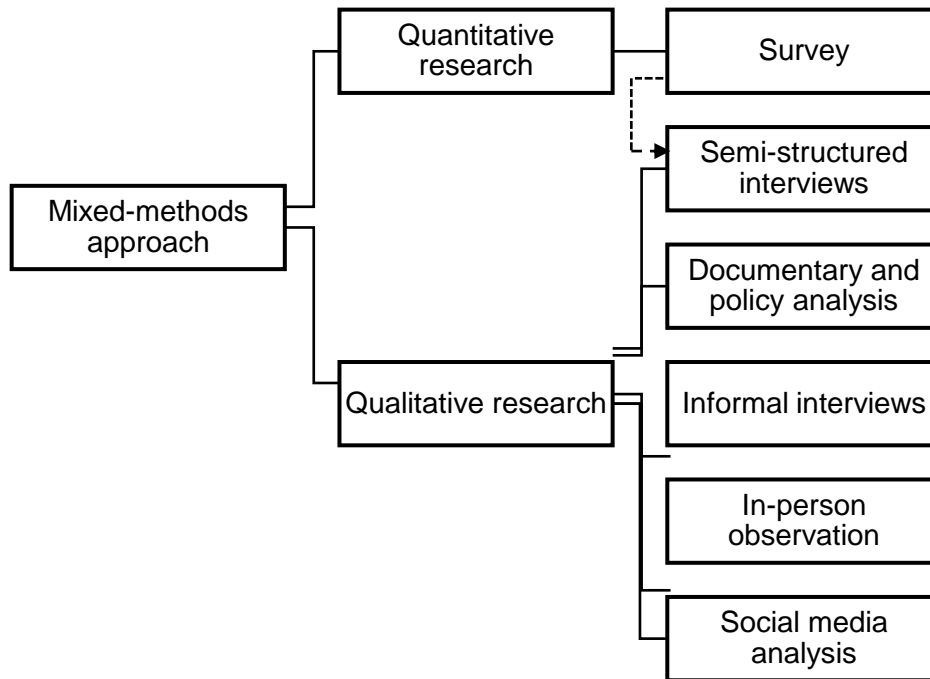 Quantitative
research
Survey
Semi-structured
interviews
Mixed-methods
approach
Documentary and
policy analysis
Qualitative research
Informal interviews
In-person
observation
Social media
analysis